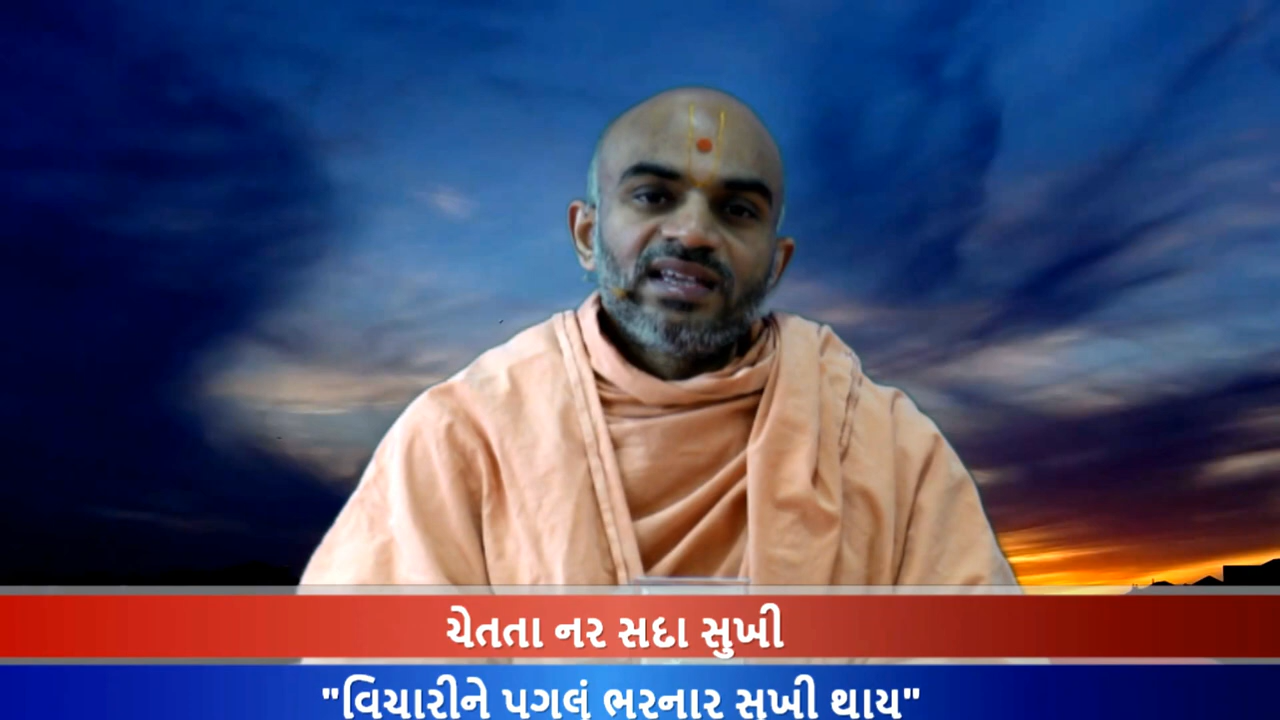 ચેતતા નર સદા સુખી
"વિચારીને પગલું ભરનાર સુખી થાય"